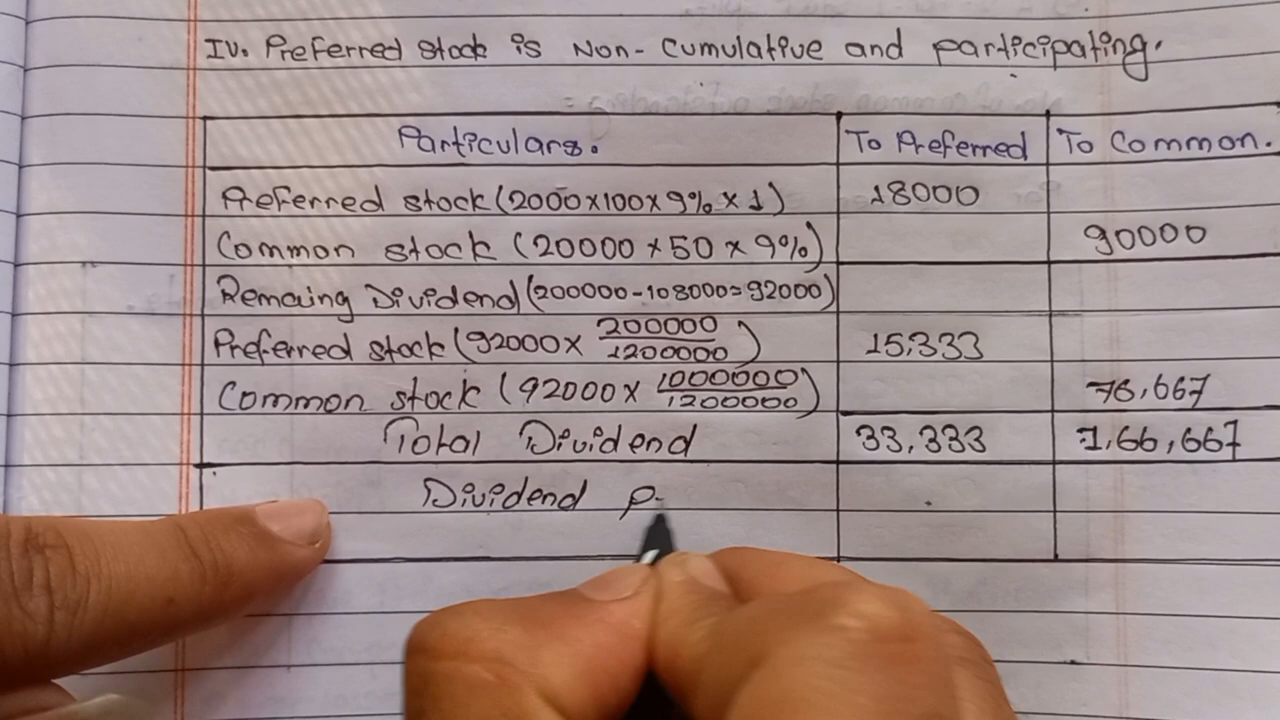 IV. Preferred stock is Non-cumulative and participating.
Particulars. To Preferred To Common.
Preferred stock (2000x100x9% x 1) 18000
Common stock (20000 x 50 x 9%) 90000
Remaing Dividend (200000-108000=92000)
Preferred stock (92000 x 200000/1200000) 15,333
Common stock (92000 x 1000000/1200000) 76,667
Total Dividend 33,333 1,66,667
Dividend p